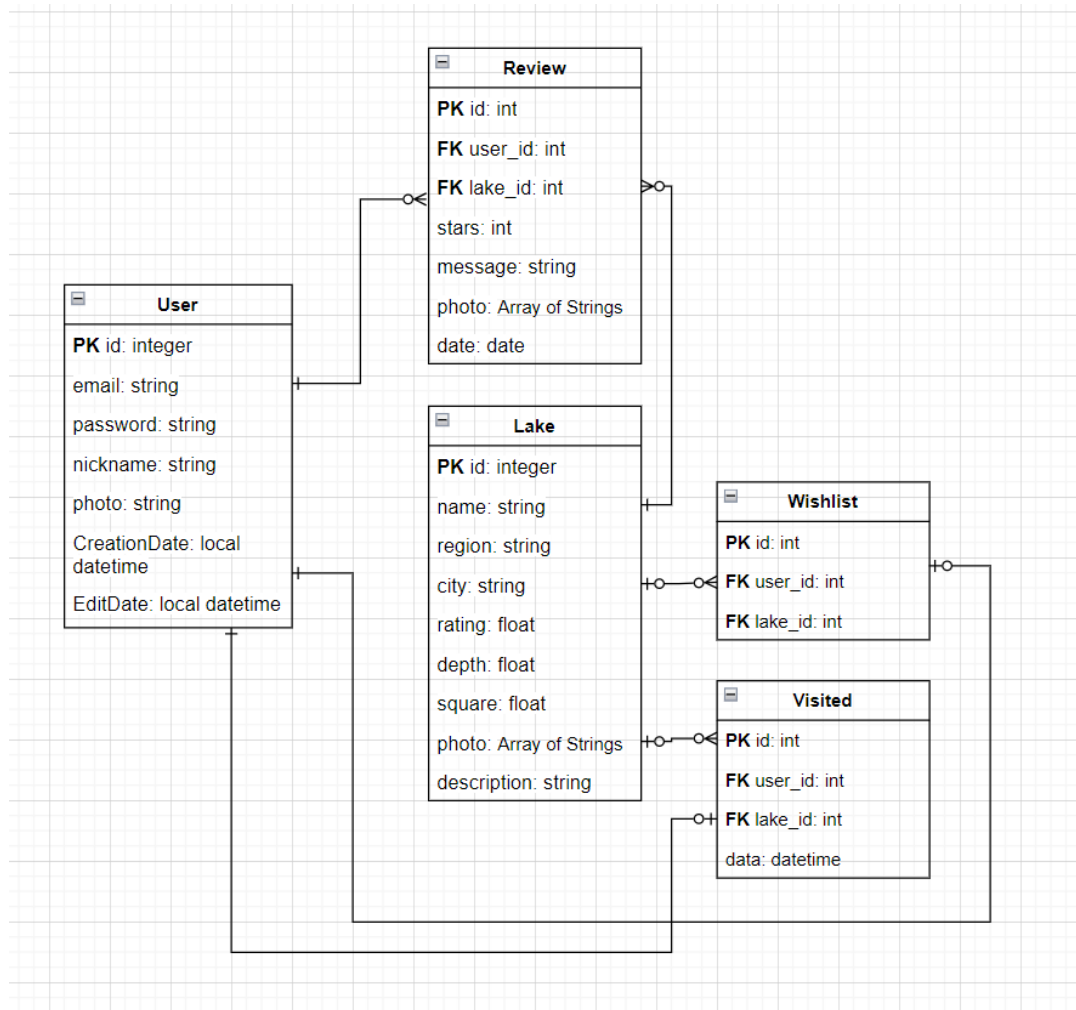 Review
PK id: int
FK user_id: int
FK lake_id: int
stars: int
message: string
photo: Array of Strings
date: date
User
PK id: integer
email: string
password: string
nickname: string
photo: string
CreationDate: local
datetime
EditDate: local datetime
Lake
PK id: integer
name: string
region: string
city: string
rating: float
depth: float
square: float
photo: Array of Strings
description: string
Wishlist
PK id: int
FK user_id: int
FK lake_id: int
Visited
PK id: int
FK user_id: int
FK lake_id: int
data: datetime